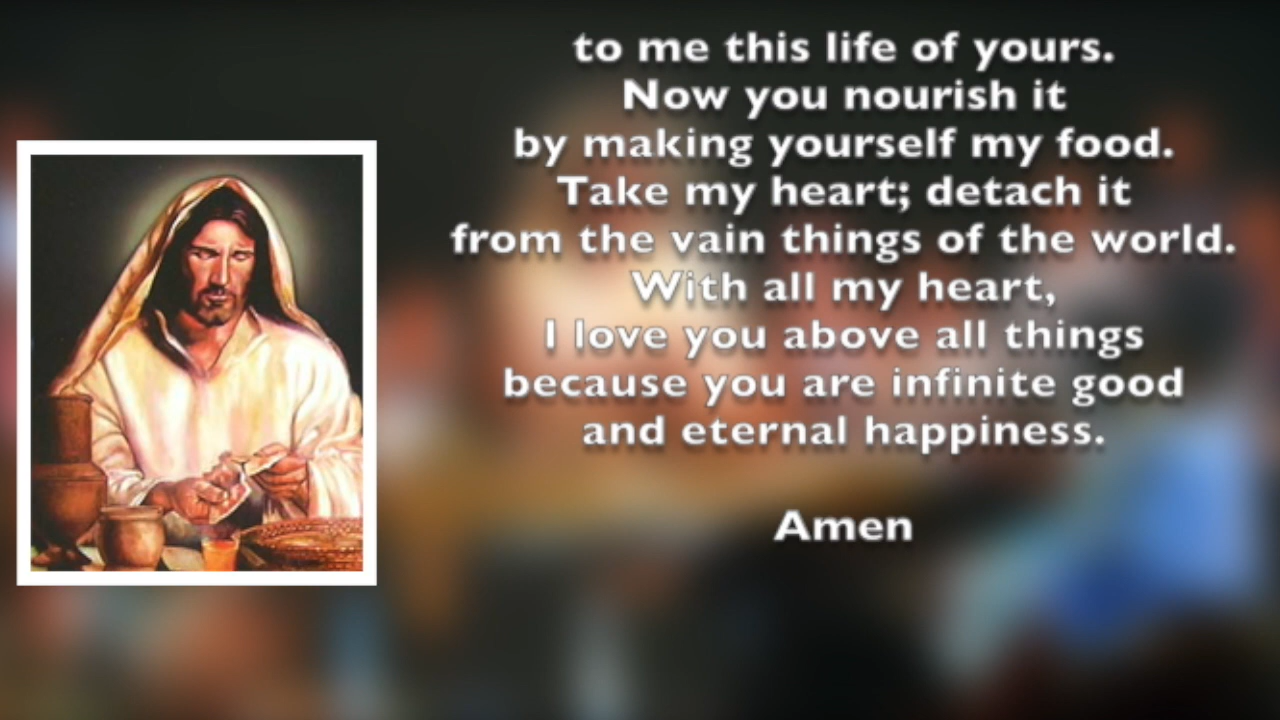 to me this life of yours.
Now you nourish it
by making yourself my food.
Take my heart; detach it
from the vain things of the world.
With all my heart,
I love you above all things
because you are infinite good
and eternal happiness.
Amen